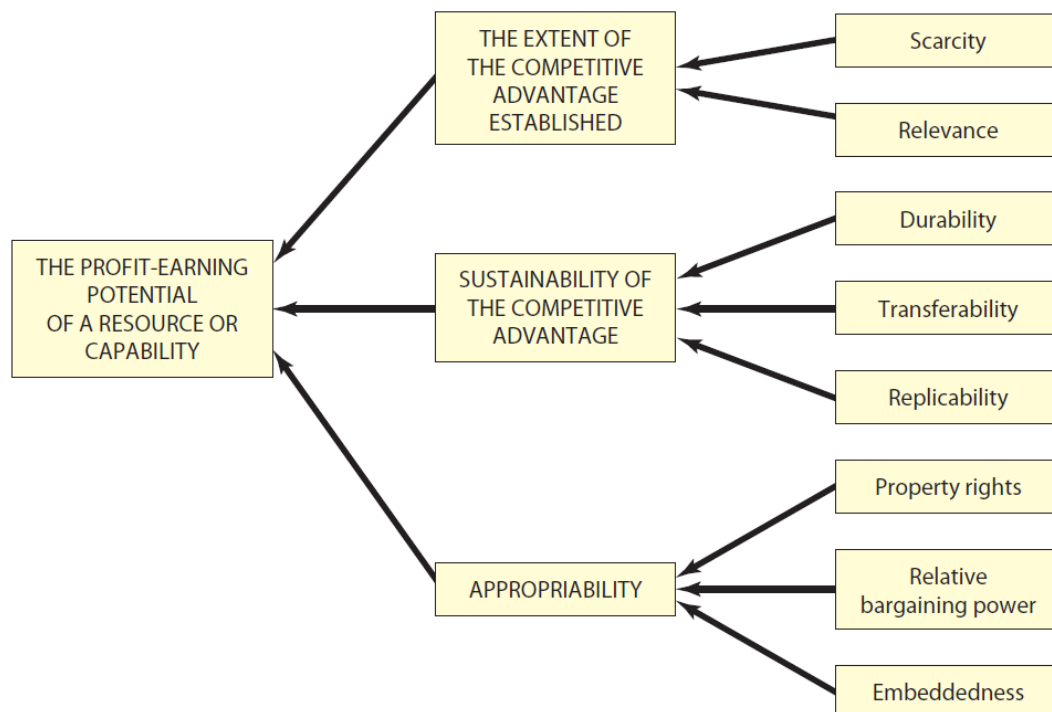 THE EXTENT OF
THE COMPETITIVE
ADVANTAGE
ESTABLISHED
Scarcity
Relevance
THE PROFIT-EARNING
POTENTIAL
OF A RESOURCE OR
CAPABILITY
SUSTAINABILITY OF
THE COMPETITIVE
ADVANTAGE
Durability
Transferability
Replicability
APPROPRIABILITY
Property rights
Relative
bargaining power
Embeddedness